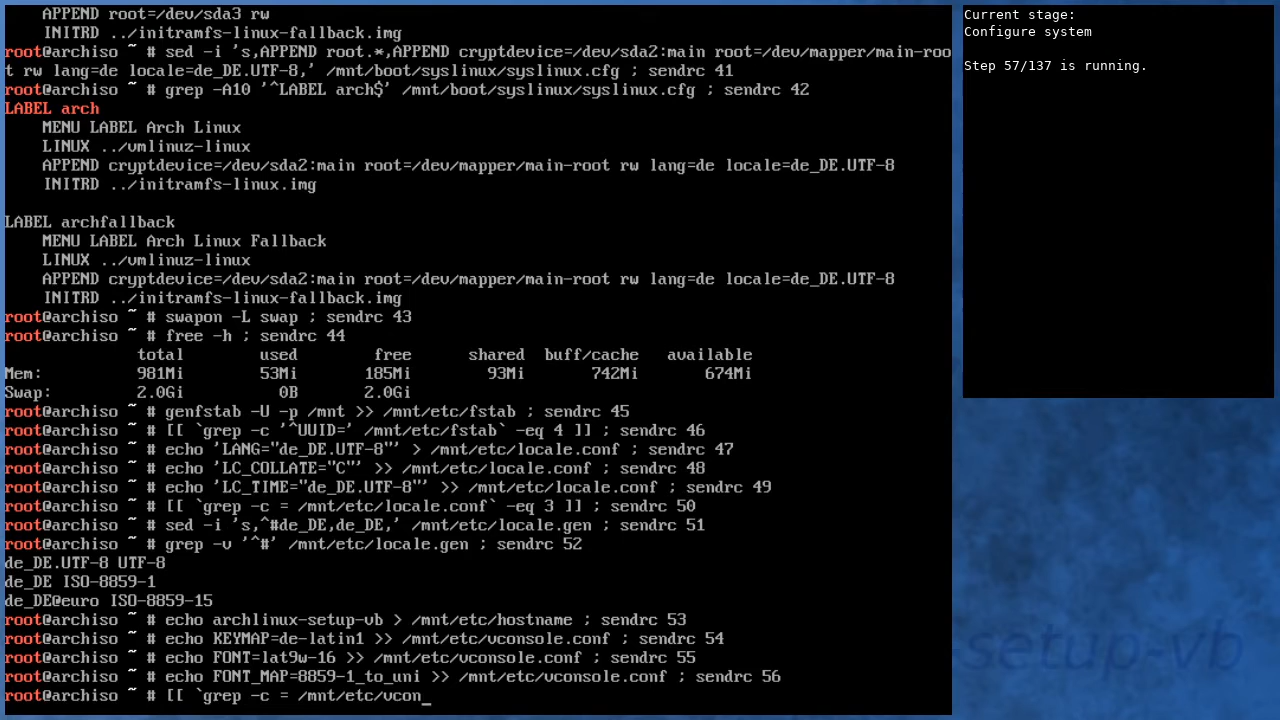 APPEND root=/dev/sda3 rw
    INITRD ../initramfs-linux-fallback.img
root@archiso ~ # sed -i 's,APPEND root.*,APPEND cryptdevice=/dev/sda2:main root=/dev/mapper/main-roo
t rw lang=de locale=de_DE.UTF-8,' /mnt/boot/syslinux/syslinux.cfg ; sendrc 41
root@archiso ~ # grep -A10 '^LABEL arch$' /mnt/boot/syslinux/syslinux.cfg ; sendrc 42
LABEL arch
    MENU LABEL Arch Linux
    LINUX ../vmlinuz-linux
    APPEND cryptdevice=/dev/sda2:main root=/dev/mapper/main-root rw lang=de locale=de_DE.UTF-8
    INITRD ../initramfs-linux.img

LABEL archfallback
    MENU LABEL Arch Linux Fallback
    LINUX ../vmlinuz-linux
    APPEND cryptdevice=/dev/sda2:main root=/dev/mapper/main-root rw lang=de locale=de_DE.UTF-8
    INITRD ../initramfs-linux-fallback.img
root@archiso ~ # swapon -L swap ; sendrc 43
root@archiso ~ # free -h ; sendrc 44
              total        used        free      shared  buff/cache   available
Mem:          981Mi        53Mi       185Mi        93Mi       742Mi       674Mi
Swap:         2.0Gi          0B       2.0Gi
root@archiso ~ # genfstab -U -p /mnt >> /mnt/etc/fstab ; sendrc 45
root@archiso ~ # [[ `grep -c '^UUID=' /mnt/etc/fstab` -eq 4 ]] ; sendrc 46
root@archiso ~ # echo 'LANG="de_DE.UTF-8"' > /mnt/etc/locale.conf ; sendrc 47
root@archiso ~ # echo 'LC_COLLATE="C"' >> /mnt/etc/locale.conf ; sendrc 48
root@archiso ~ # echo 'LC_TIME="de_DE.UTF-8"' >> /mnt/etc/locale.conf ; sendrc 49
root@archiso ~ # [[ `grep -c = /mnt/etc/locale.conf` -eq 3 ]] ; sendrc 50
root@archiso ~ # sed -i 's,^#de_DE,de_DE,' /mnt/etc/locale.gen ; sendrc 51
root@archiso ~ # grep -v '^#' /mnt/etc/locale.gen ; sendrc 52
de_DE.UTF-8 UTF-8
de_DE ISO-8859-1
de_DE@euro ISO-8859-15
root@archiso ~ # echo archlinux-setup-vb > /mnt/etc/hostname ; sendrc 53
root@archiso ~ # echo KEYMAP=de-latin1 >> /mnt/etc/vconsole.conf ; sendrc 54
root@archiso ~ # echo FONT=lat9w-16 >> /mnt/etc/vconsole.conf ; sendrc 55
root@archiso ~ # echo FONT_MAP=8859-1_to_uni >> /mnt/etc/vconsole.conf ; sendrc 56
root@archiso ~ # [[ `grep -c = /mnt/etc/vcon_
Current stage:
Configure system

Step 57/137 is running.
setup-vb